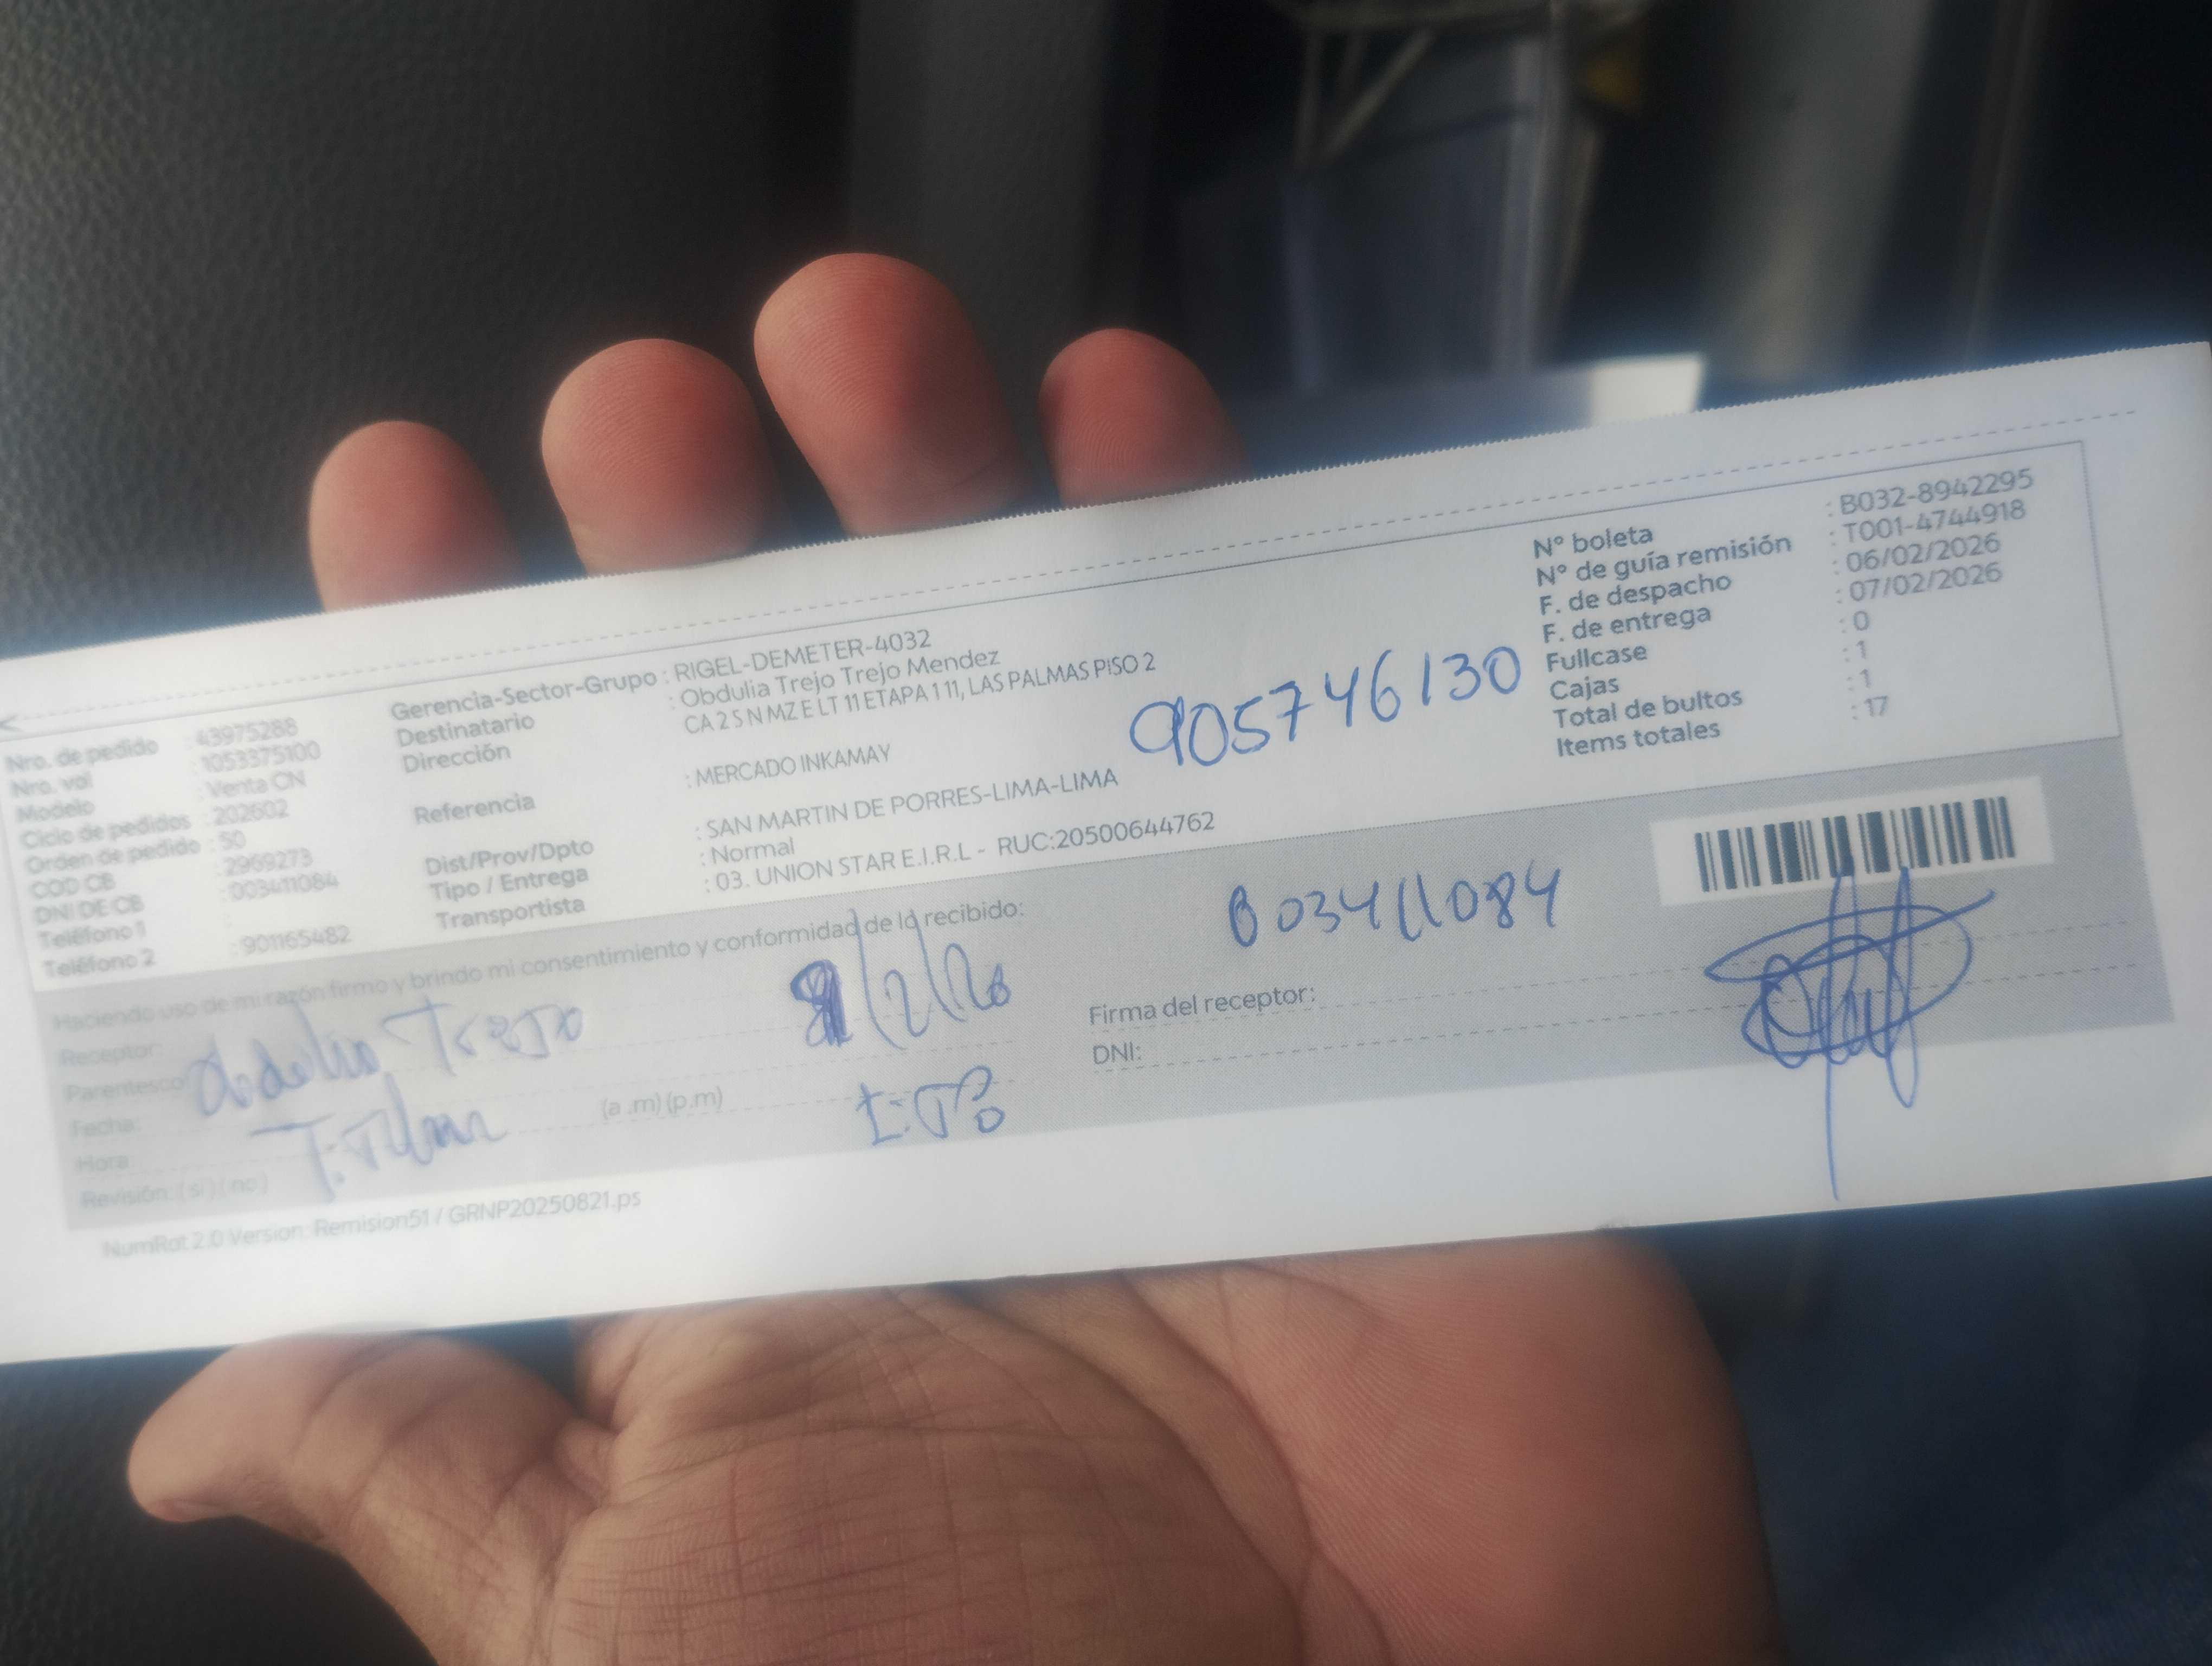 Nro. de pedido : 43975288
Nro. vol : 1053375100
Modelo : Venta CN
Ciclo de pedidos : 202602
Orden de pedido : 50
COD CB : 2969273
DNI DE CB : 003411084
Teléfono 1 :
Teléfono 2 : 901165482
Gerencia-Sector-Grupo : RIGEL-DEMETER-4032
Destinatario : Obdulia Trejo Trejo Mendez
Dirección CA 2 S N MZ E LT 11 ETAPA 1 11, LAS PALMAS PISO 2
Referencia : MERCADO INKAMAY
Dist/Prov/Dpto : SAN MARTIN DE PORRES-LIMA-LIMA
Tipo / Entrega : Normal
Transportista : 03. UNION STAR E.I.R.L - RUC:20500644762
905746130
N° boleta : B032-8942295
N° de guía remisión : T001-4744918
F. de despacho : 06/02/2026
F. de entrega : 07/02/2026
Fullcase : 0
Cajas : 1
Total de bultos : 1
Items totales : 17
Haciendo uso de mi razón firmo y brindo mi consentimiento y conformidad de lo recibido:
Receptor:
Parentesco:
Fecha:
Hora (a .m) (p.m)
Revisión: ( si ) ( no )
Trejo
/2/26
003411084
Firma del receptor:
DNI:
NumRot 2.0 Version: Remision51 / GRNP20250821.ps